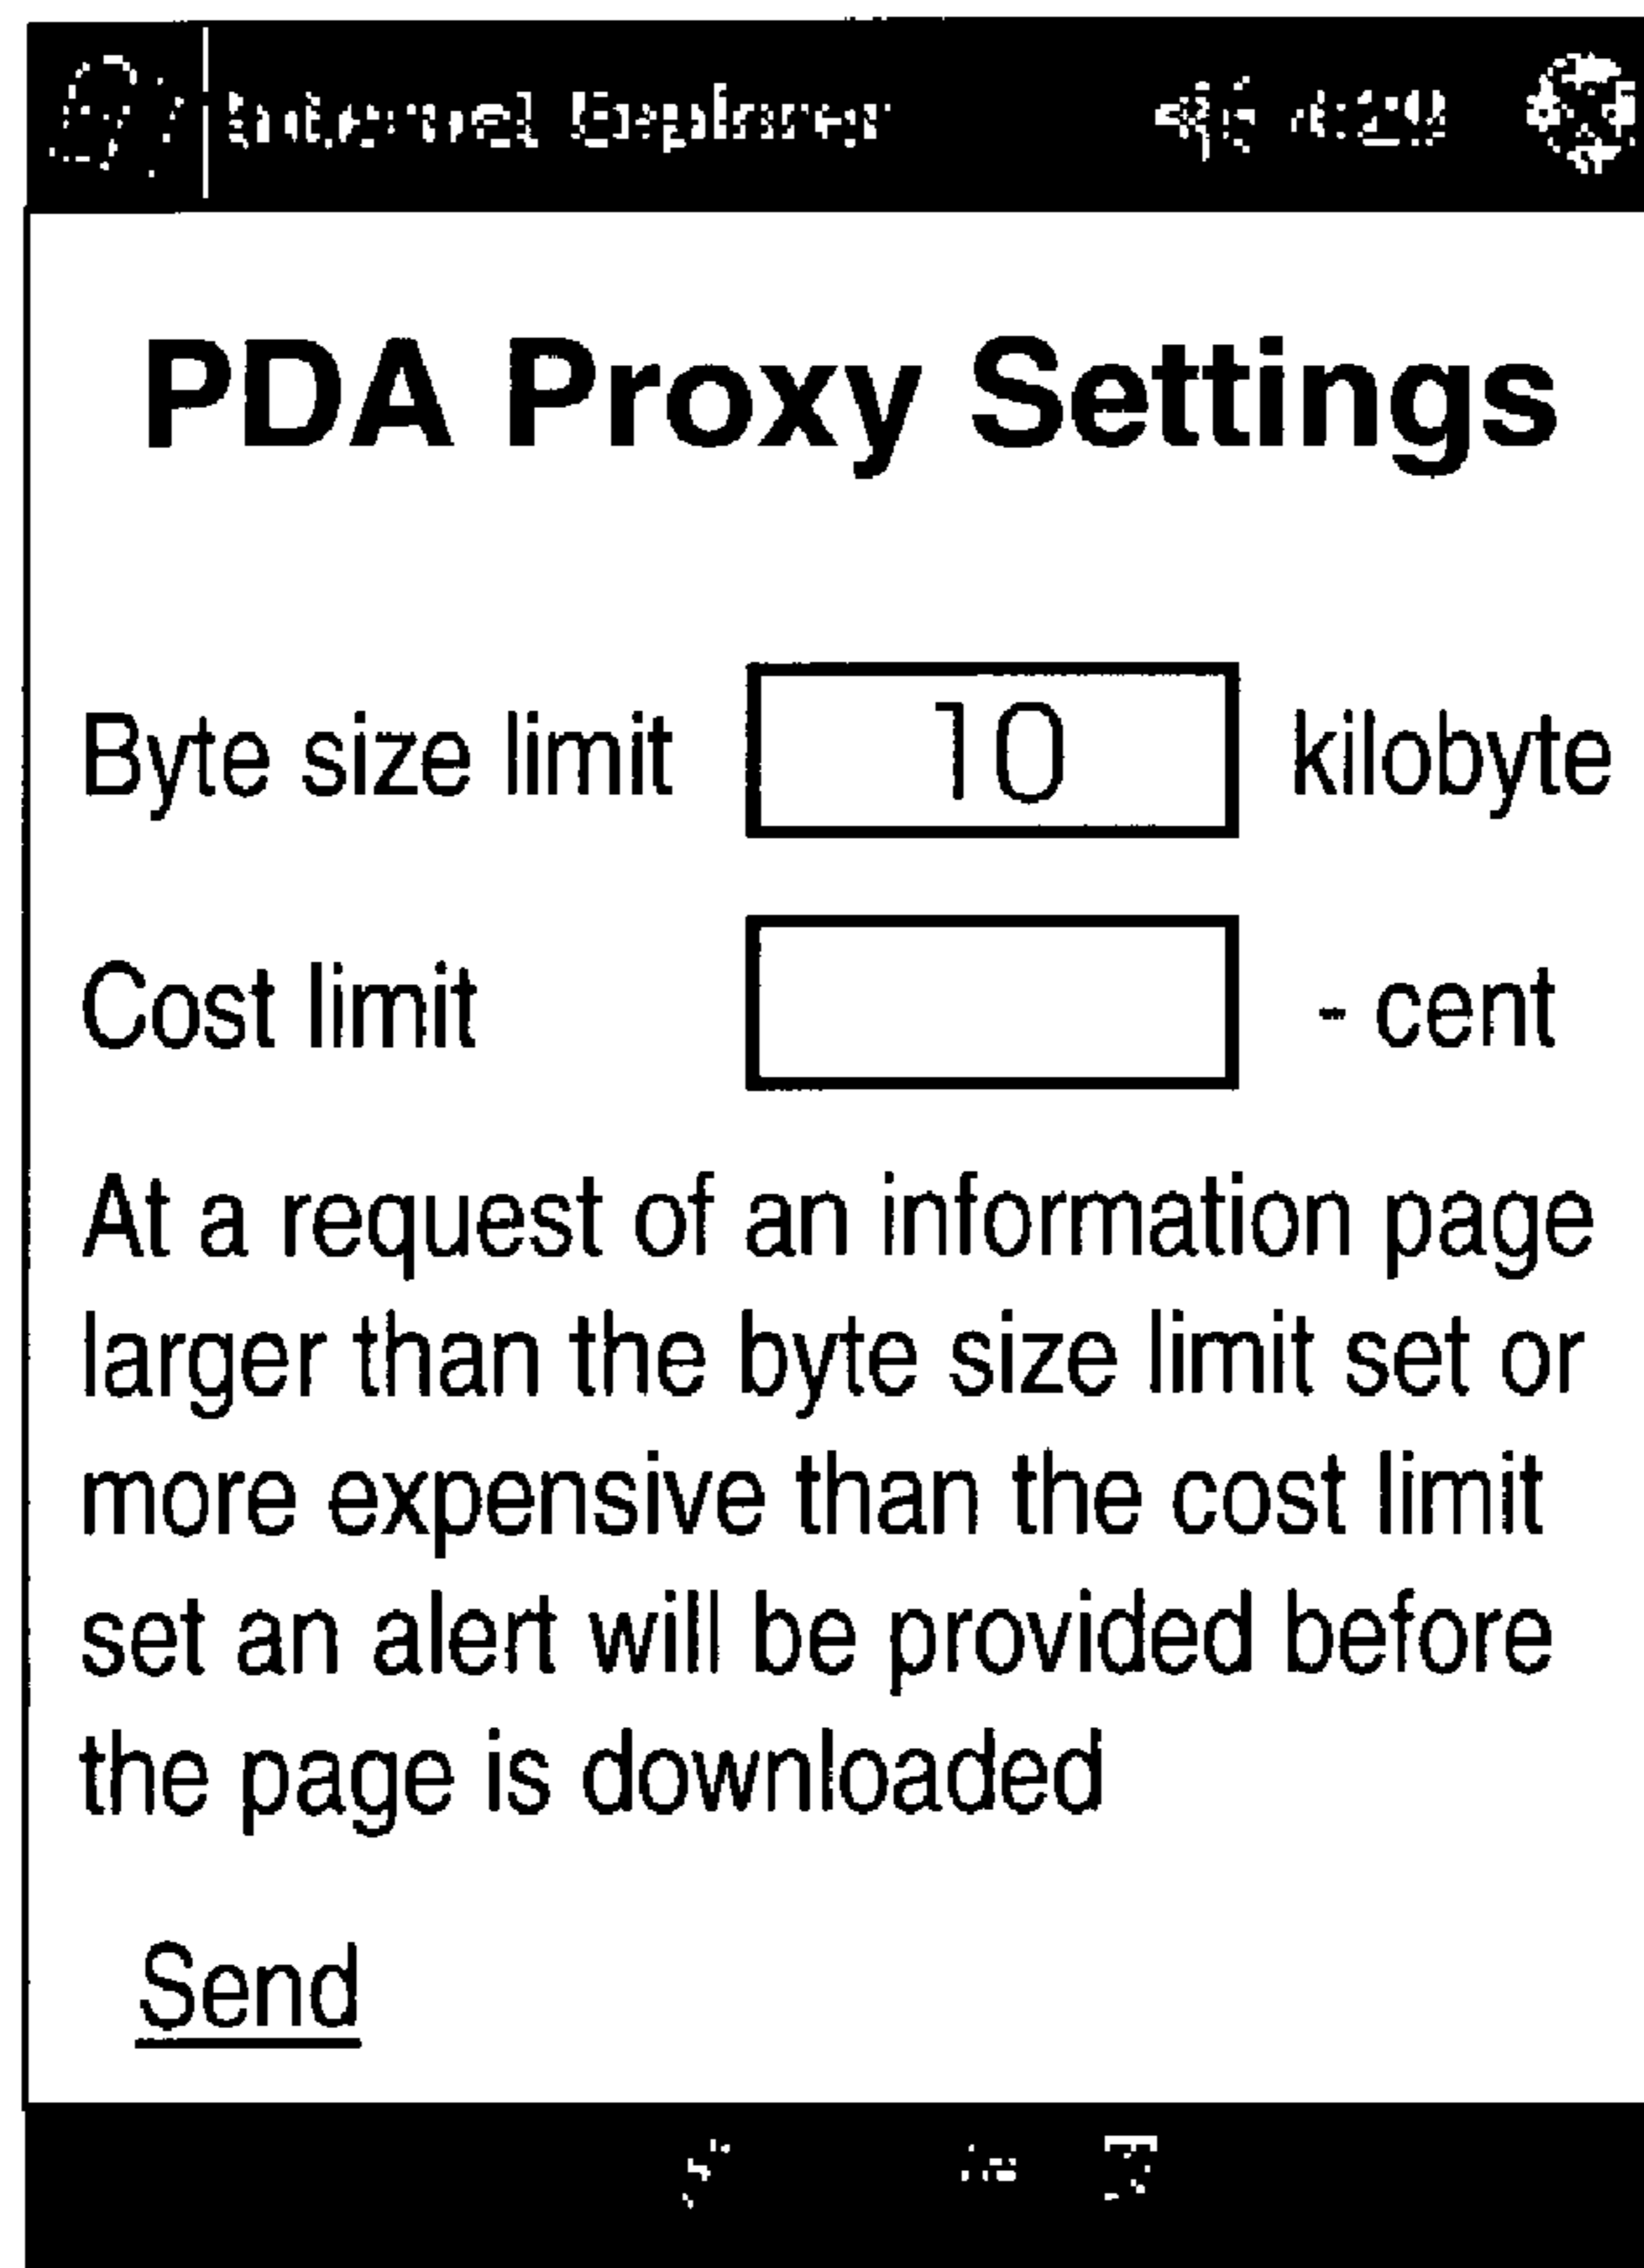 Internet Explorer
PDA Proxy Settings
Byte size limit 10 kilobyte
Cost limit - cent
At a request of an information page
larger than the byte size limit set or
more expensive than the cost limit
set an alert will be provided before
the page is downloaded
Send